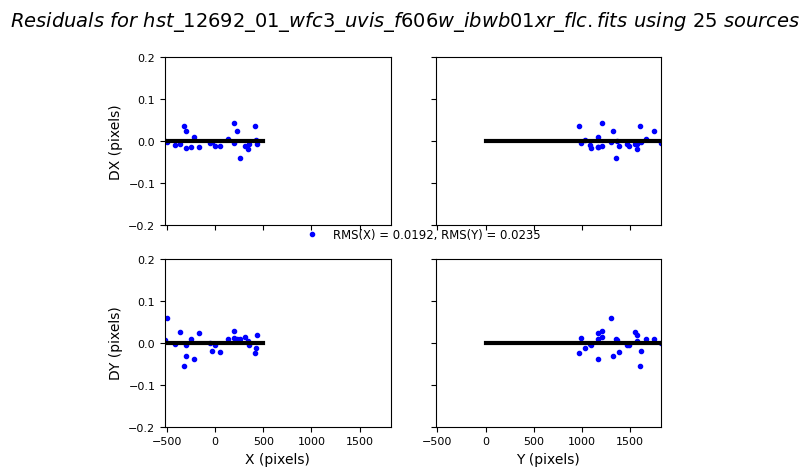 Residuals for hst_12692_01_wfc3_uvis_f606w_ibwb01xr_flc.fits using 25 sources
0.2
0.1
0.0
−0.1
−0.2
DX (pixels)
RMS(X) = 0.0192, RMS(Y) = 0.0235
0.2
0.1
0.0
−0.1
−0.2
DY (pixels)
−500 0 500 1000 1500
−500 0 500 1000 1500
X (pixels)
Y (pixels)